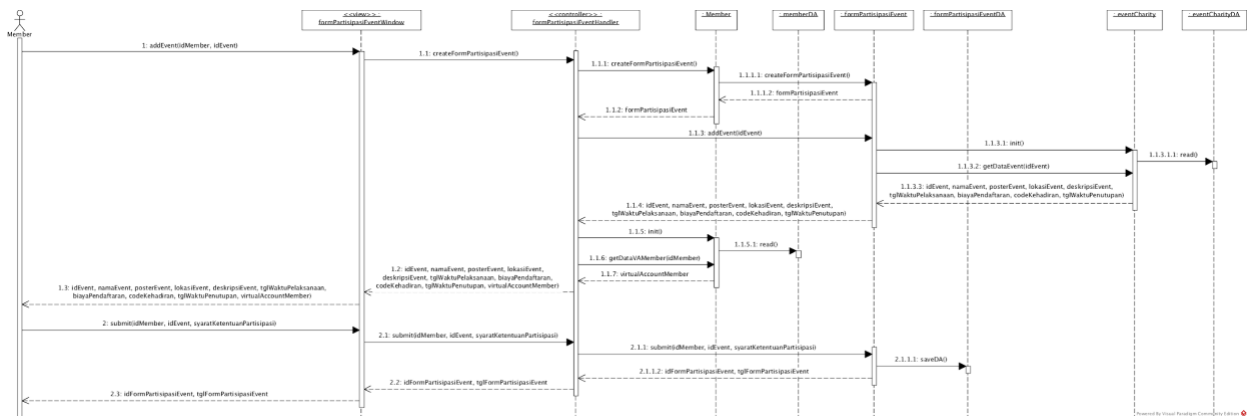 <<view>> :
formPartisipasiEventWindow
<<controller>> :
formPartisipasiEventHandler
: Member
: memberDA
: formPartisipasiEvent
: formPartisipasiEventDA
: eventCharity
: eventCharityDA
Member
1: addEvent(idMember, idEvent)
1.1: createFormPartisipasiEvent()
1.1.1: createFormPartisipasiEvent()
1.1.1.1: createFormPartisipasiEvent()
1.1.1.2: formPartisipasiEvent
1.1.2: formPartisipasiEvent
1.1.3: addEvent(idEvent)
1.1.3.1: init()
1.1.3.1.1: read()
1.1.3.2: getDataEvent(idEvent)
1.1.3.3: idEvent, namaEvent, posterEvent, lokasiEvent, deskripsiEvent,
tglWaktuPelaksanaan, biayaPendaftaran, codeKehadiran, tglWaktuPenutupan)
1.1.4: idEvent, namaEvent, posterEvent, lokasiEvent, deskripsiEvent,
tglWaktuPelaksanaan, biayaPendaftaran, codeKehadiran, tglWaktuPenutupan)
1.1.5: init()
1.1.5.1: read()
1.1.6: getDataVAMember(idMember)
1.1.7: virtualAccountMember
1.2: idEvent, namaEvent, posterEvent, lokasiEvent,
deskripsiEvent, tglWaktuPelaksanaan, biayaPendaftaran,
codeKehadiran, tglWaktuPenutupan, virtualAccountMember)
1.3: idEvent, namaEvent, posterEvent, lokasiEvent, deskripsiEvent, tglWaktuPelaksanaan,
biayaPendaftaran, codeKehadiran, tglWaktuPenutupan, virtualAccountMember)
2: submit(idMember, idEvent, syaratKetentuanPartisipasi)
2.1: submit(idMember, idEvent, syaratKetentuanPartisipasi)
2.1.1: submit(idMember, idEvent, syaratKetentuanPartisipasi)
2.1.1.1: saveDA()
2.1.1.2: idFormPartisipasiEvent, tglFormPartisipasiEvent
2.2: idFormPartisipasiEvent, tglFormPartisipasiEvent
2.3: idFormPartisipasiEvent, tglFormPartisipasiEvent
Powered By Visual Paradigm Community Edition